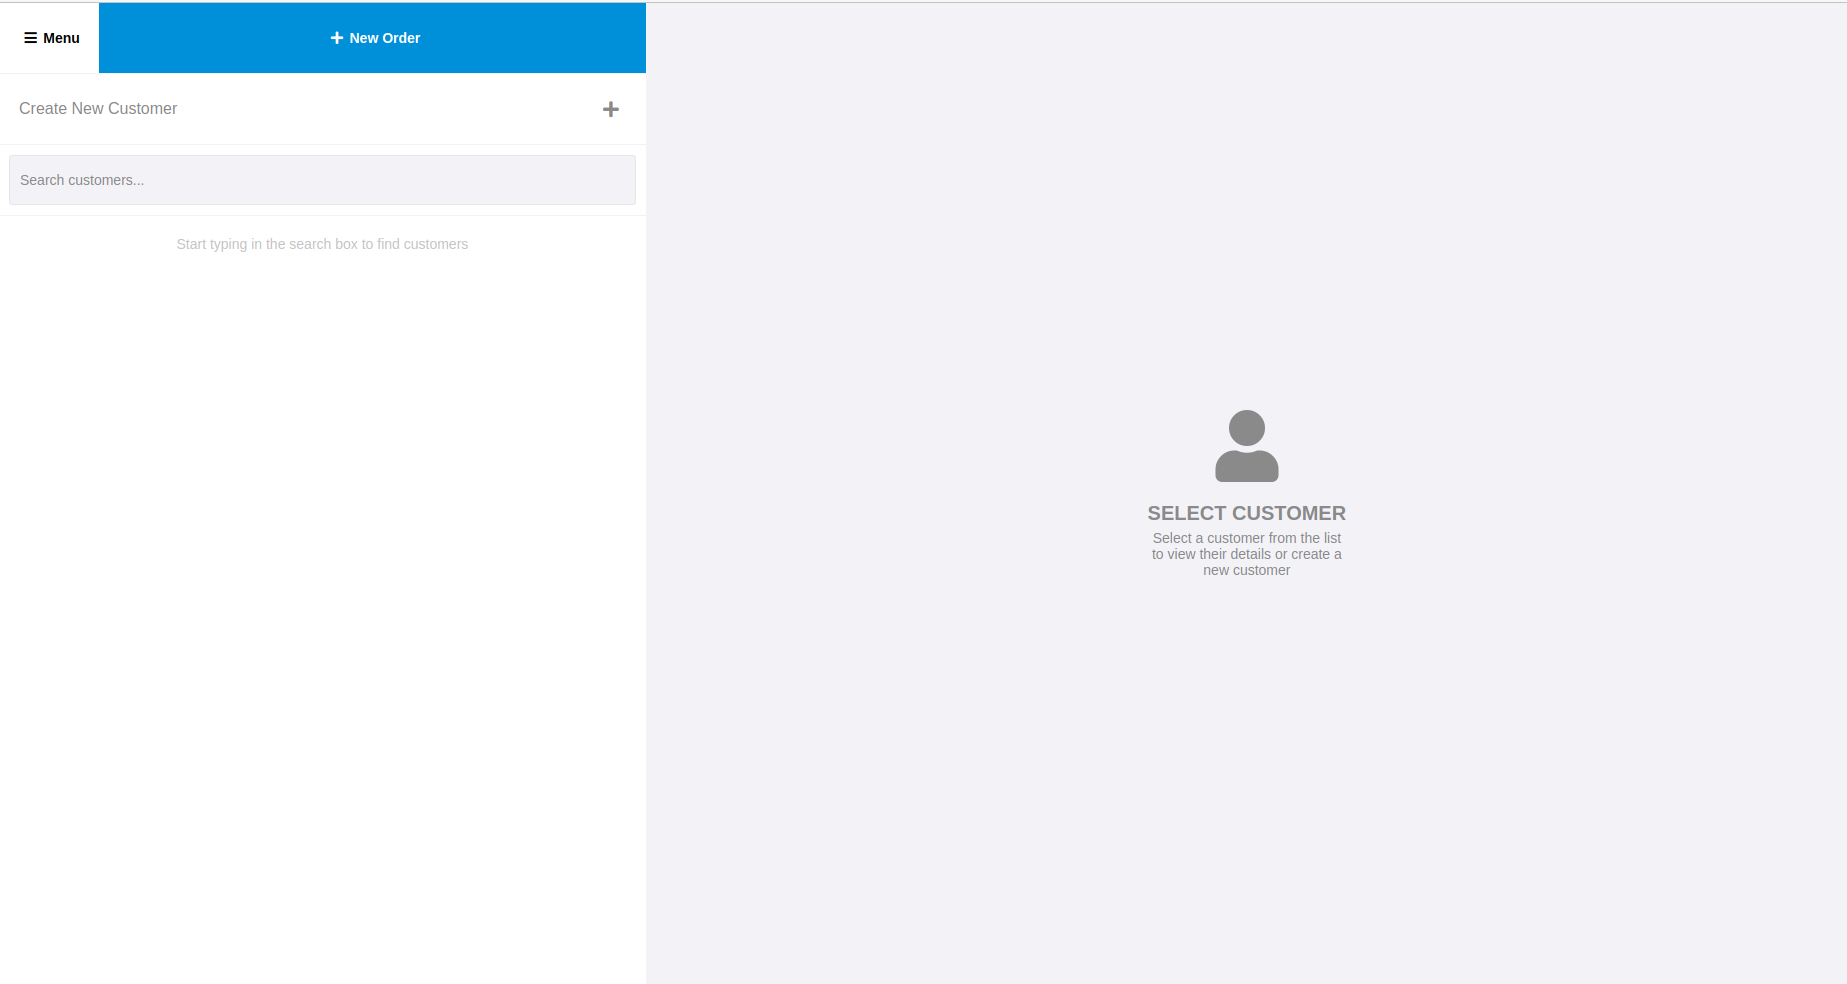 Menu
New Order
Create New Customer
Search customers...
Start typing in the search box to find customers
SELECT CUSTOMER
Select a customer from the list
to view their details or create a
new customer